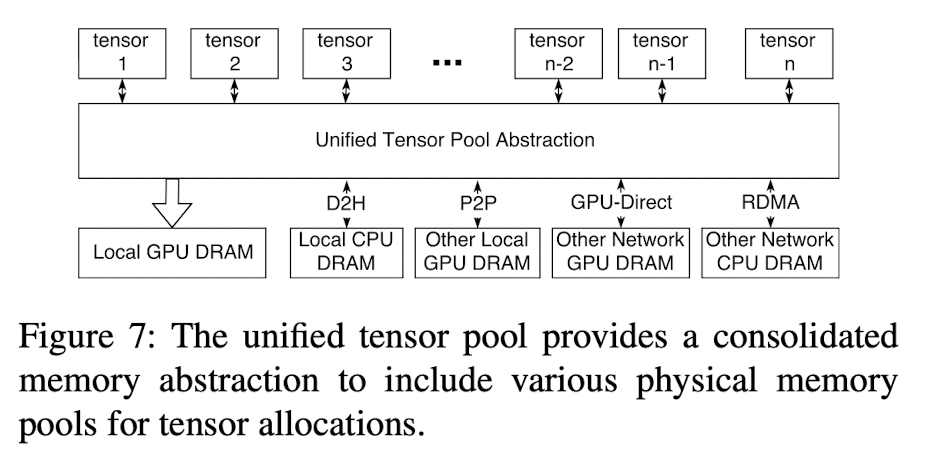 tensor tensor tensor tensor tensor tensor
1 2 3 ... n-2 n-1 n
Unified Tensor Pool Abstraction
D2H P2P GPU-Direct RDMA
Local GPU DRAM
Local CPU
DRAM
Other Local
GPU DRAM
Other Network
GPU DRAM
Other Network
CPU DRAM
Figure 7: The unified tensor pool provides a consolidated
memory abstraction to include various physical memory
pools for tensor allocations.